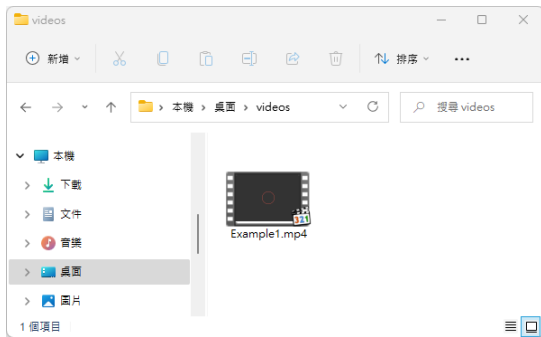 videos
新增
排序
本機 > 桌面 > videos
搜尋 videos
本機
下載
文件
音樂
桌面
圖片
321
Example1.mp4
1 個項目